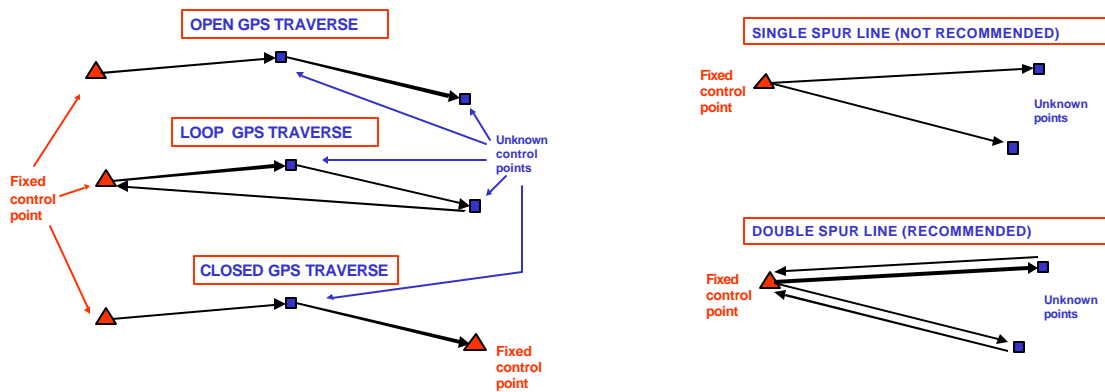 OPEN GPS TRAVERSE
LOOP GPS TRAVERSE
Unknown
control
points
Fixed
control
point
CLOSED GPS TRAVERSE
Fixed
control
point
SINGLE SPUR LINE (NOT RECOMMENDED)
Fixed
control
point
Unknown
points
DOUBLE SPUR LINE (RECOMMENDED)
Fixed
control
point
Unknown
points